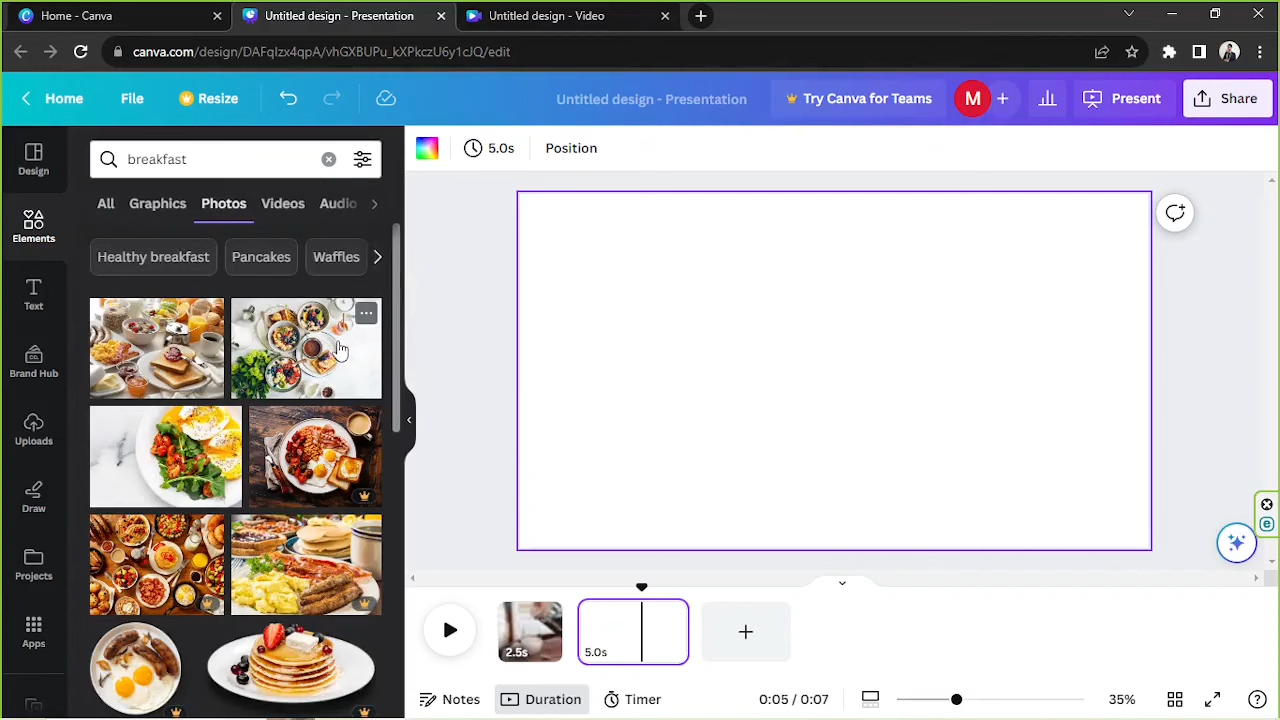 Home - Canva
Untitled design - Presentation
Untitled design - Video
canva.com/design/DAFqIzx4qpA/vhGXBUPu_kXPkczU6y1cJQ/edit
Home
File
Resize
Untitled design - Presentation
Try Canva for Teams
M
Present
Share
Design
Elements
Text
Brand Hub
Uploads
Draw
Projects
Apps
breakfast
All
Graphics
Photos
Videos
Audio
Healthy breakfast
Pancakes
Waffles
5.0s
Position
2.5s
5.0s
Notes
Duration
Timer
0:05 / 0:07
35%